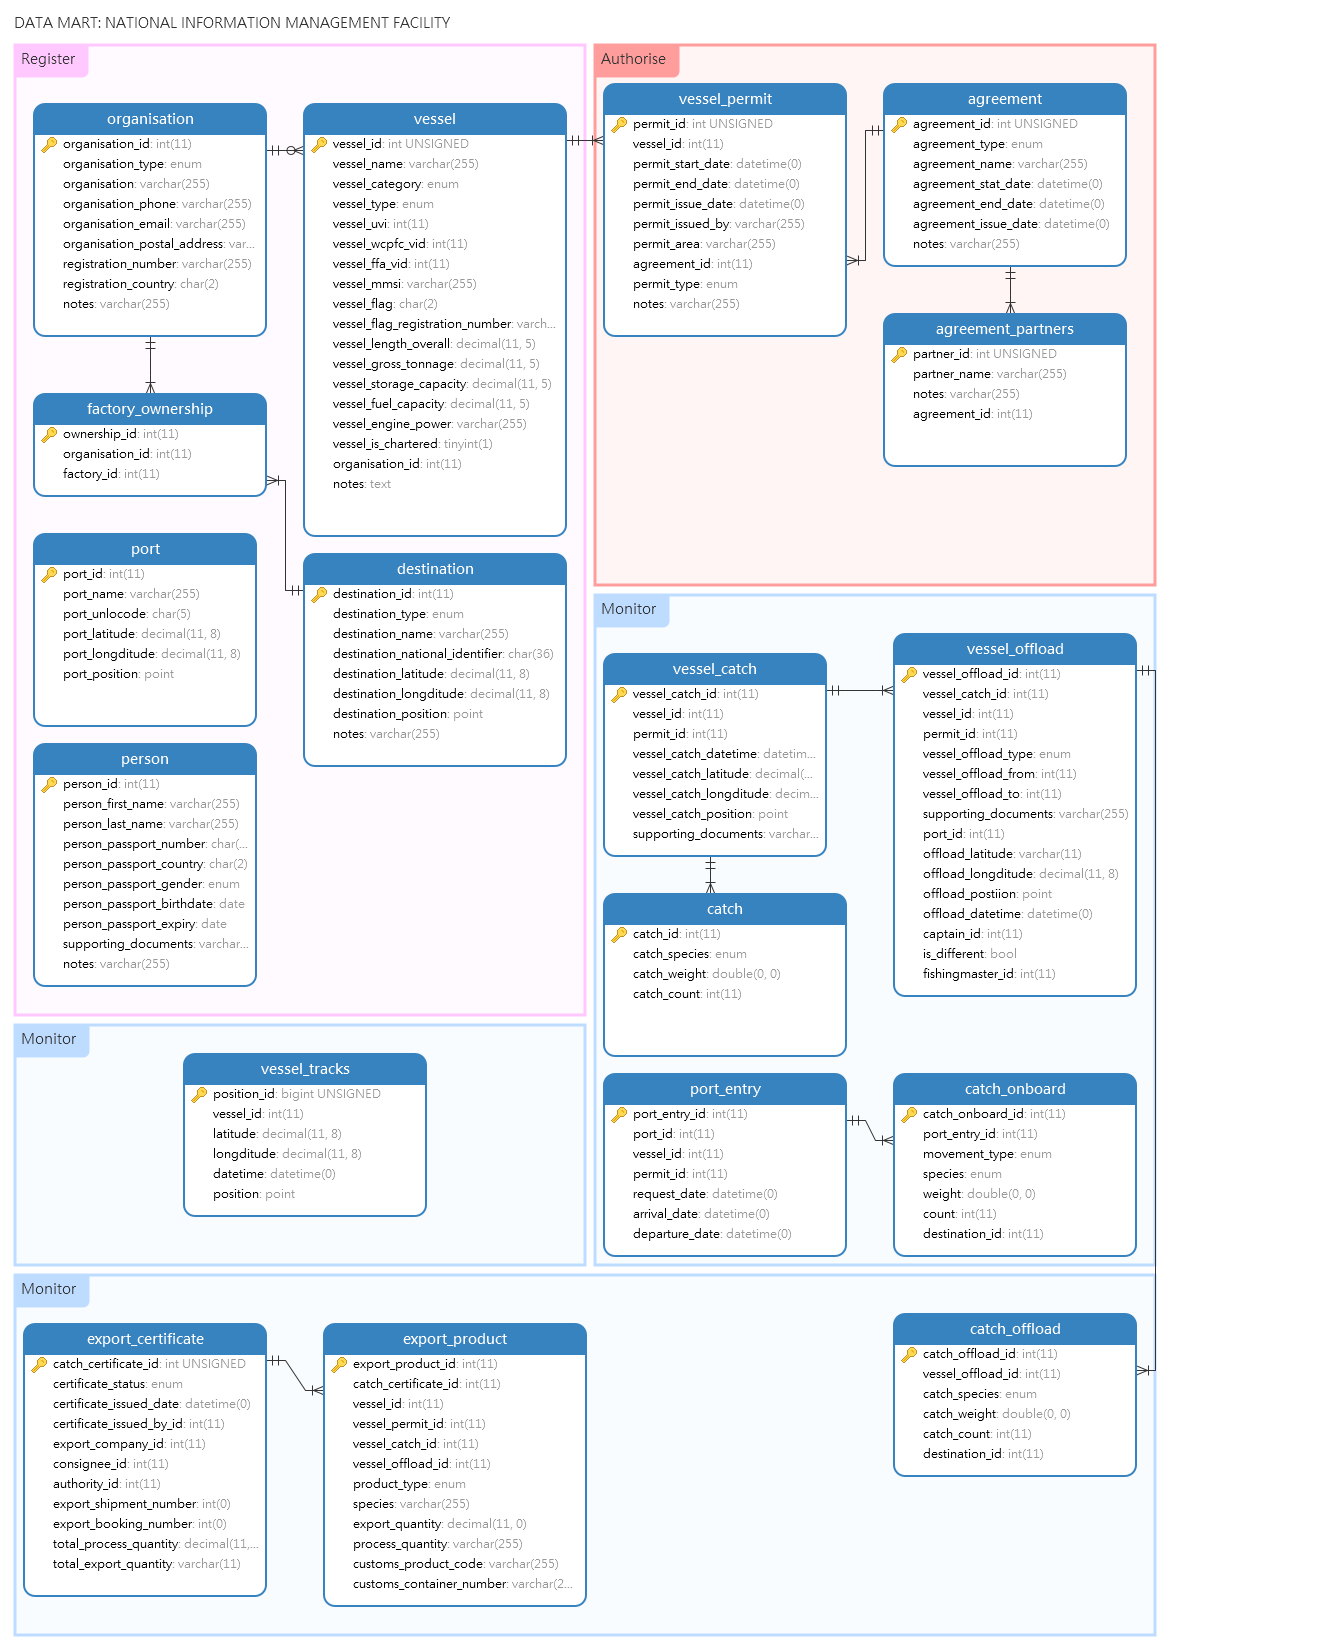 DATA MART: NATIONAL INFORMATION MANAGEMENT FACILITY
Register
organisation
organisation_id: int(11)
organisation_type: enum
organisation: varchar(255)
organisation_phone: varchar(255)
organisation_email: varchar(255)
organisation_postal_address: var...
registration_number: varchar(255)
registration_country: char(2)
notes: varchar(255)
vessel
vessel_id: int UNSIGNED
vessel_name: varchar(255)
vessel_category: enum
vessel_type: enum
vessel_uvi: int(11)
vessel_wcpfc_vid: int(11)
vessel_ffa_vid: int(11)
vessel_mmsi: varchar(255)
vessel_flag: char(2)
vessel_flag_registration_number: varch...
vessel_length_overall: decimal(11, 5)
vessel_gross_tonnage: decimal(11, 5)
vessel_storage_capacity: decimal(11, 5)
vessel_fuel_capacity: decimal(11, 5)
vessel_engine_power: varchar(255)
vessel_is_chartered: tinyint(1)
organisation_id: int(11)
notes: text
factory_ownership
ownership_id: int(11)
organisation_id: int(11)
factory_id: int(11)
port
port_id: int(11)
port_name: varchar(255)
port_unlocode: char(5)
port_latitude: decimal(11, 8)
port_longditude: decimal(11, 8)
port_position: point
destination
destination_id: int(11)
destination_type: enum
destination_name: varchar(255)
destination_national_identifier: char(36)
destination_latitude: decimal(11, 8)
destination_longditude: decimal(11, 8)
destination_position: point
notes: varchar(255)
person
person_id: int(11)
person_first_name: varchar(255)
person_last_name: varchar(255)
person_passport_number: char(...
person_passport_country: char(2)
person_passport_gender: enum
person_passport_birthdate: date
person_passport_expiry: date
supporting_documents: varchar...
notes: varchar(255)
Authorise
vessel_permit
permit_id: int UNSIGNED
vessel_id: int(11)
permit_start_date: datetime(0)
permit_end_date: datetime(0)
permit_issue_date: datetime(0)
permit_issued_by: varchar(255)
permit_area: varchar(255)
agreement_id: int(11)
permit_type: enum
notes: varchar(255)
agreement
agreement_id: int UNSIGNED
agreement_type: enum
agreement_name: varchar(255)
agreement_stat_date: datetime(0)
agreement_end_date: datetime(0)
agreement_issue_date: datetime(0)
notes: varchar(255)
agreement_partners
partner_id: int UNSIGNED
partner_name: varchar(255)
notes: varchar(255)
agreement_id: int(11)
Monitor
vessel_catch
vessel_catch_id: int(11)
vessel_id: int(11)
permit_id: int(11)
vessel_catch_datetime: datetim...
vessel_catch_latitude: decimal(...
vessel_catch_longditude: decim...
vessel_catch_position: point
supporting_documents: varchar...
vessel_offload
vessel_offload_id: int(11)
vessel_catch_id: int(11)
vessel_id: int(11)
permit_id: int(11)
vessel_offload_type: enum
vessel_offload_from: int(11)
vessel_offload_to: int(11)
supporting_documents: varchar(255)
port_id: int(11)
offload_latitude: varchar(11)
offload_longditude: decimal(11, 8)
offload_postiion: point
offload_datetime: datetime(0)
captain_id: int(11)
is_different: bool
fishingmaster_id: int(11)
catch
catch_id: int(11)
catch_species: enum
catch_weight: double(0, 0)
catch_count: int(11)
port_entry
port_entry_id: int(11)
port_id: int(11)
vessel_id: int(11)
permit_id: int(11)
request_date: datetime(0)
arrival_date: datetime(0)
departure_date: datetime(0)
catch_onboard
catch_onboard_id: int(11)
port_entry_id: int(11)
movement_type: enum
species: enum
weight: double(0, 0)
count: int(11)
destination_id: int(11)
Monitor
vessel_tracks
position_id: bigint UNSIGNED
vessel_id: int(11)
latitude: decimal(11, 8)
longditude: decimal(11, 8)
datetime: datetime(0)
position: point
Monitor
export_certificate
catch_certificate_id: int UNSIGNED
certificate_status: enum
certificate_issued_date: datetime(0)
certificate_issued_by_id: int(11)
export_company_id: int(11)
consignee_id: int(11)
authority_id: int(11)
export_shipment_number: int(0)
export_booking_number: int(0)
total_process_quantity: decimal(11,...
total_export_quantity: varchar(11)
export_product
export_product_id: int(11)
catch_certificate_id: int(11)
vessel_id: int(11)
vessel_permit_id: int(11)
vessel_catch_id: int(11)
vessel_offload_id: int(11)
product_type: enum
species: varchar(255)
export_quantity: decimal(11, 0)
process_quantity: varchar(255)
customs_product_code: varchar(255)
customs_container_number: varchar(2...
catch_offload
catch_offload_id: int(11)
vessel_offload_id: int(11)
catch_species: enum
catch_weight: double(0, 0)
catch_count: int(11)
destination_id: int(11)